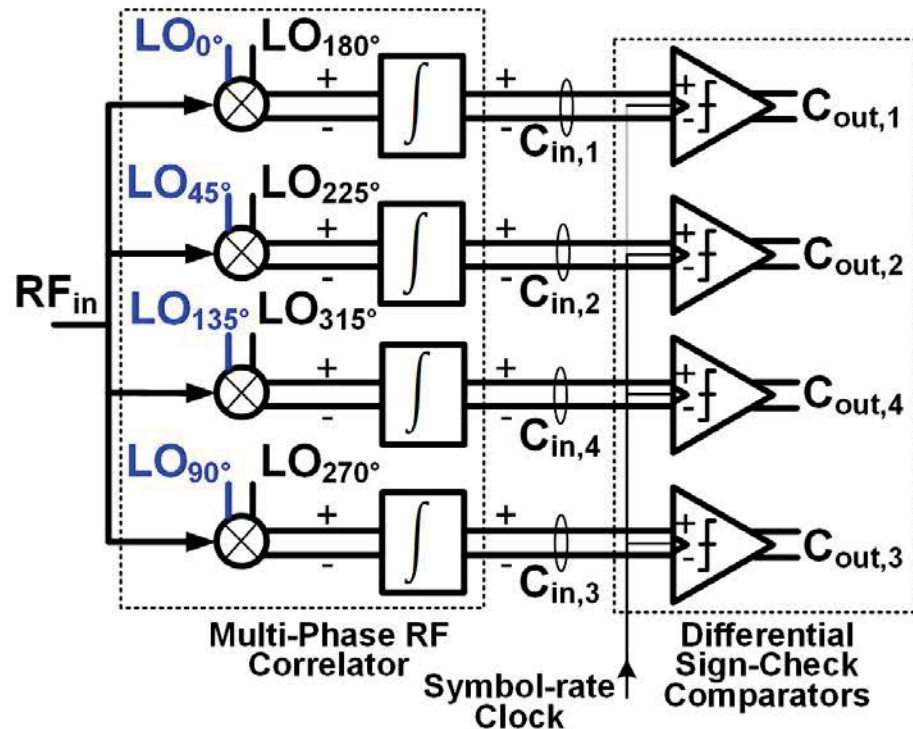 LO0° LO180°
+ +
- -
∫
Cin,1
+
-
Cout,1
LO45° LO225°
+ +
- -
∫
Cin,2
+
-
Cout,2
RFin
LO135° LO315°
+ +
- -
∫
Cin,4
+
-
Cout,4
LO90° LO270°
+ +
- -
∫
Cin,3
+
-
Cout,3
Multi-Phase RF
Correlator
Symbol-rate
Clock
Differential
Sign-Check
Comparators